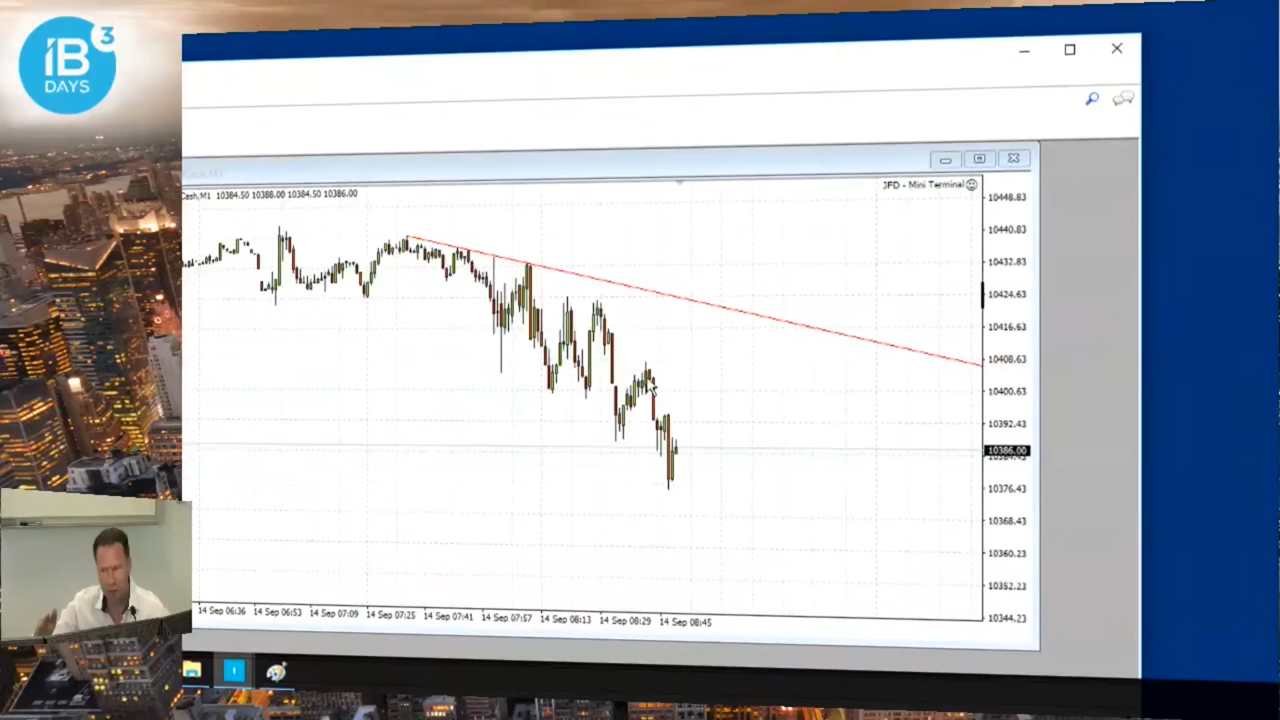 iB3
DAYS
Cash,M1 10384.50 10388.00 10384.50 10386.00
JFD - Mini Terminal
10448.83
10440.83
10432.83
10424.63
10416.63
10408.63
10400.63
10392.43
10386.00
10376.43
10368.43
10360.23
10352.23
10344.23
14 Sep 06:36 14 Sep 06:53 14 Sep 07:09 14 Sep 07:25 14 Sep 07:41 14 Sep 07:57 14 Sep 08:13 14 Sep 08:29 14 Sep 08:45